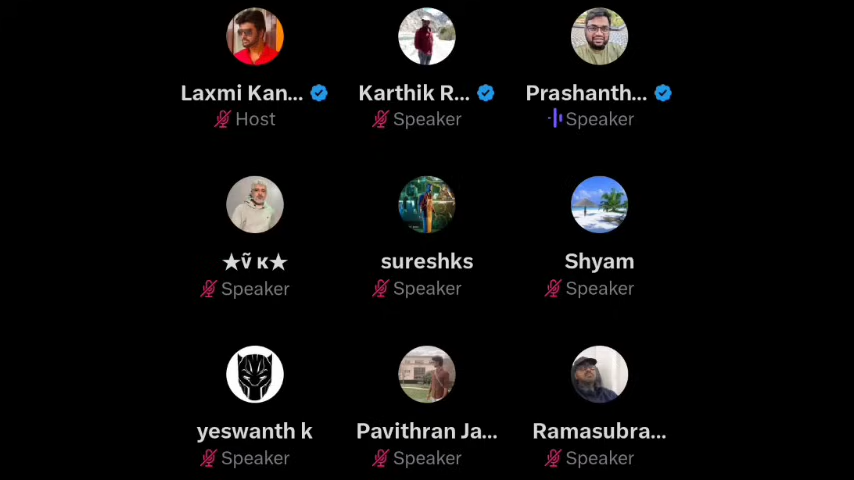 Laxmi Kan... Karthik R... Prashanth...
Host Speaker Speaker
★ṽ ĸ★ sureshks Shyam
Speaker Speaker Speaker
yeswanth k Pavithran Ja... Ramasubra...
Speaker Speaker Speaker